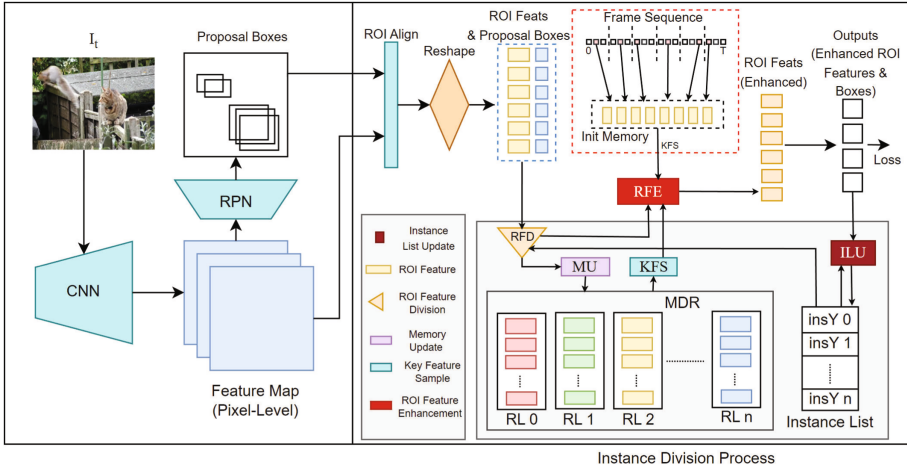 I_t
Proposal Boxes
RPN
CNN
Feature Map
(Pixel-Level)
ROI Align
Reshape
ROI Feats
& Proposal Boxes
Frame Sequence
0
T
Init Memory
KFS
ROI Feats
(Enhanced)
Outputs
(Enhanced ROI
Features &
Boxes)
Loss
RFE
RFD
MU
KFS
ILU
Instance
List Update
ROI Feature
ROI Feature
Division
Memory
Update
Key Feature
Sample
ROI Feature
Enhancement
MDR
RL 0
RL 1
RL 2
RL n
insY 0
insY 1
insY n
Instance List
Instance Division Process